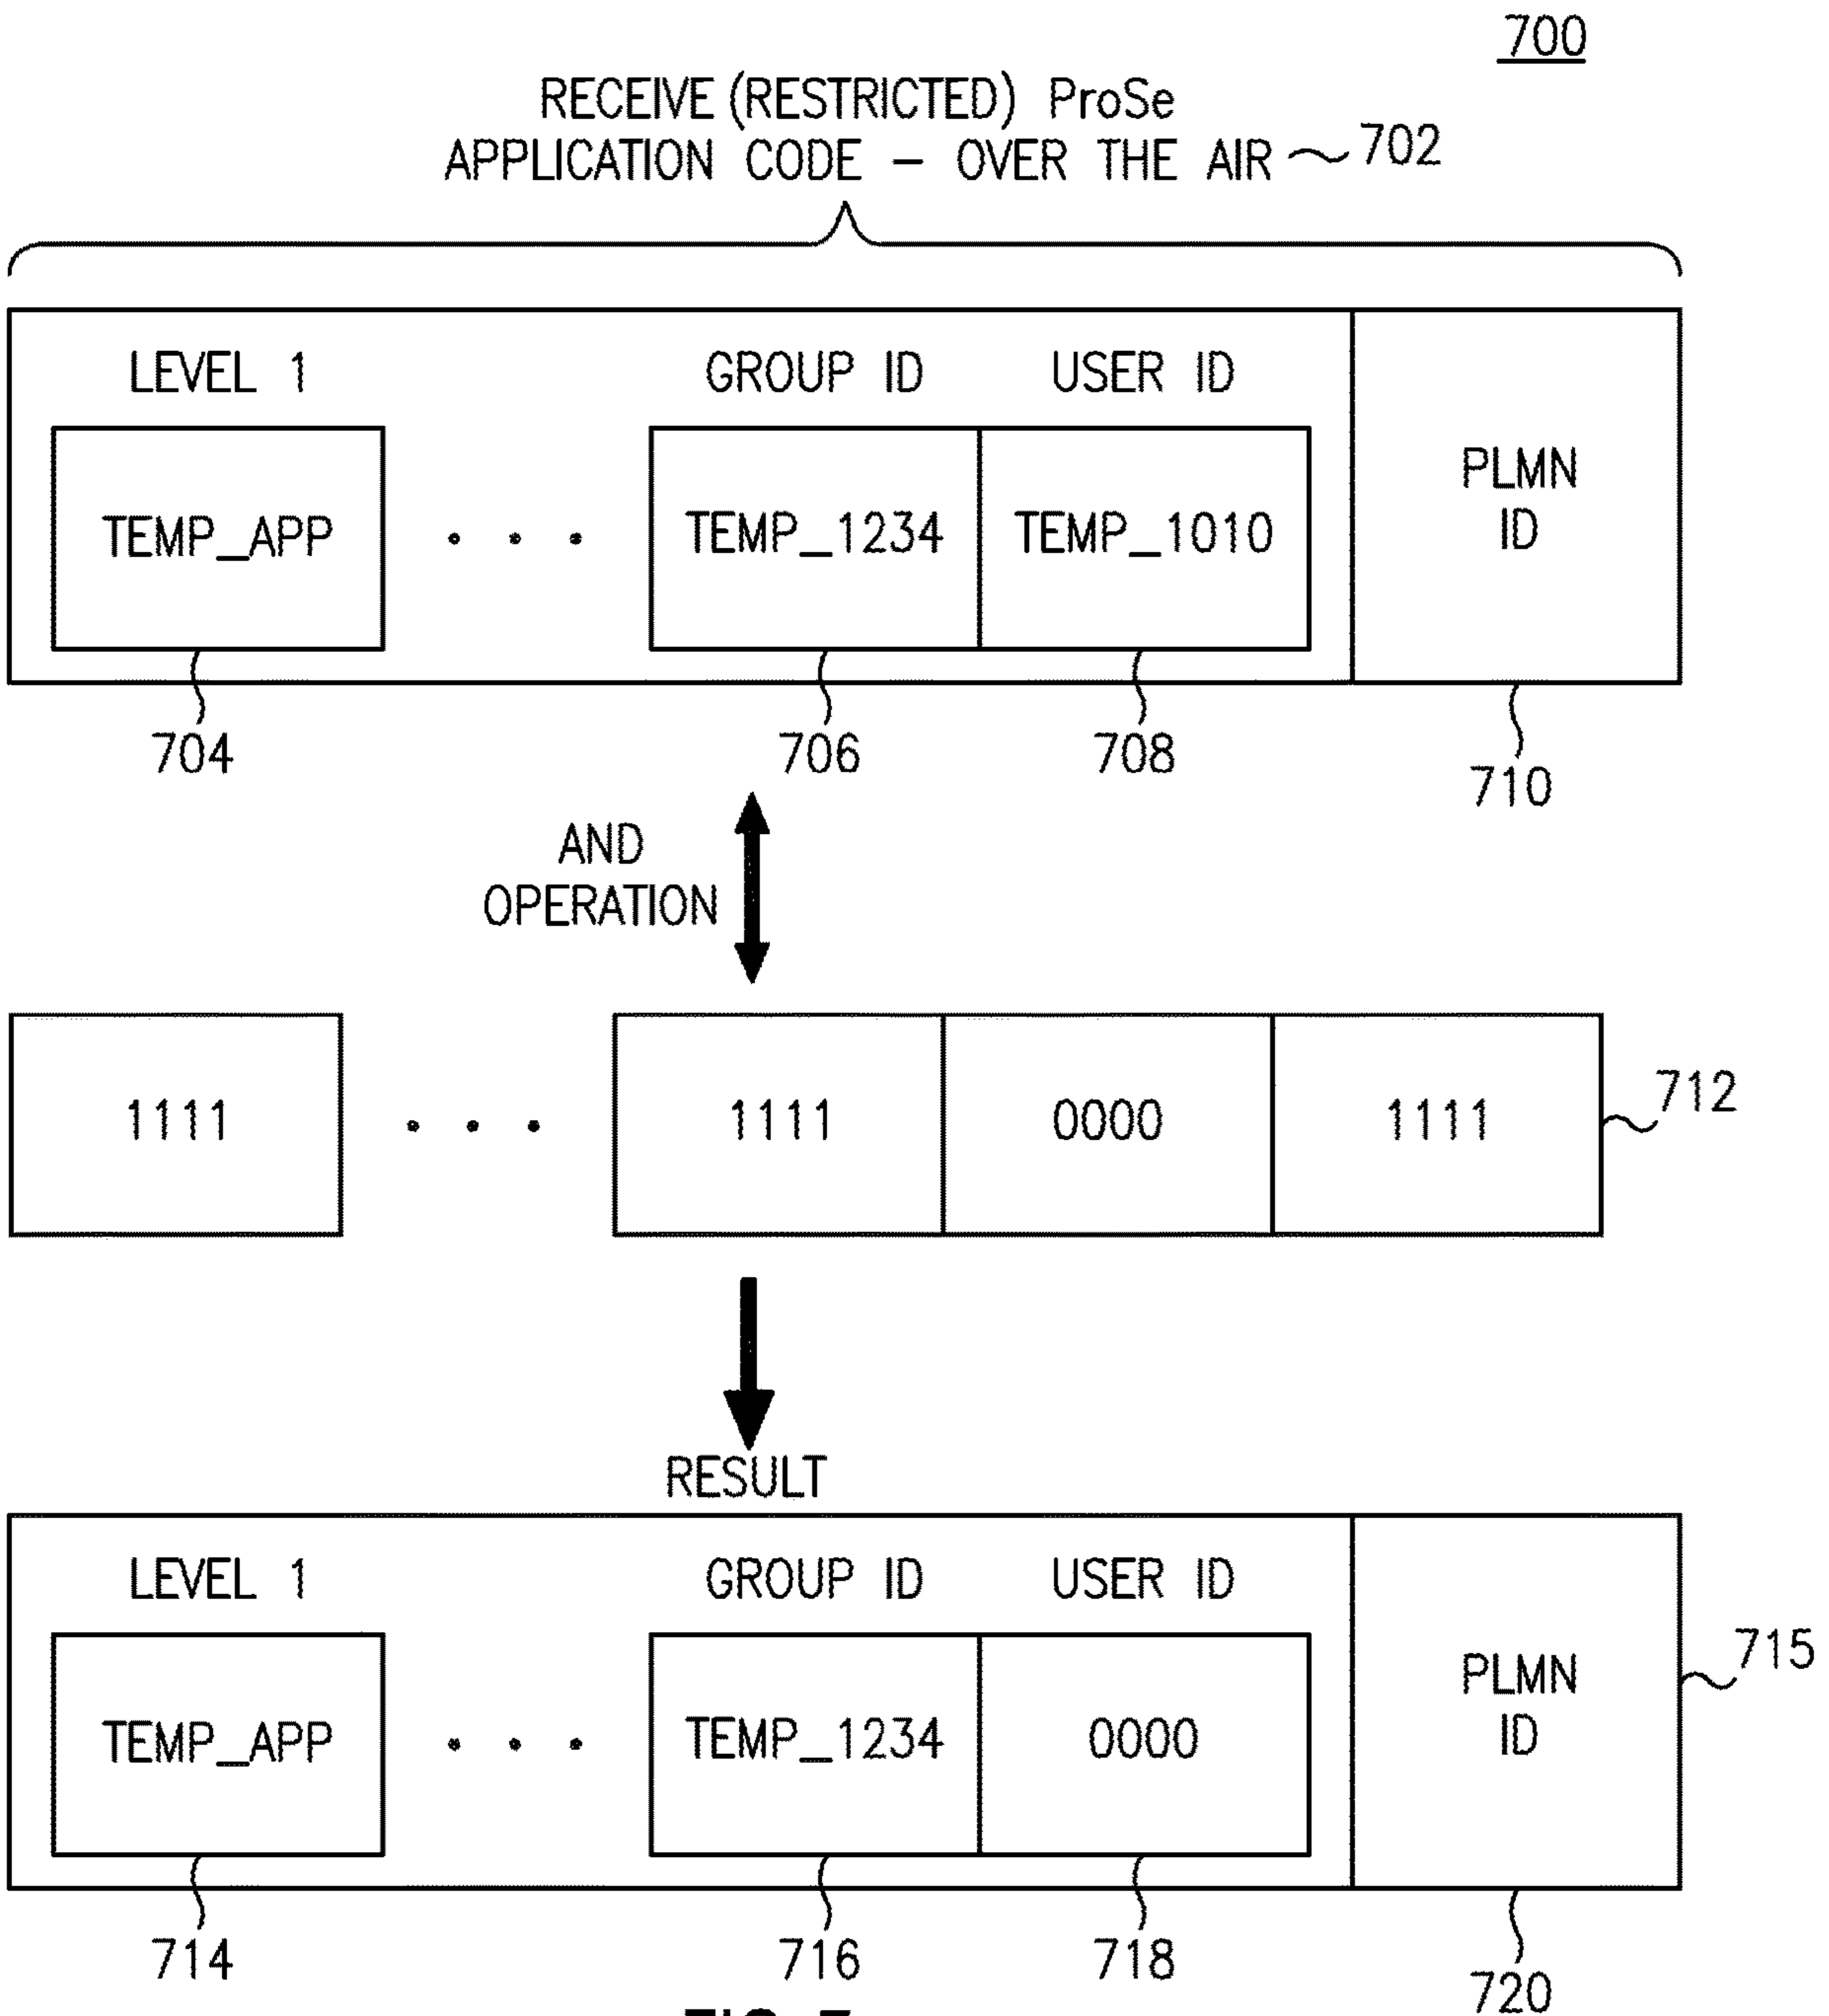 700
RECEIVE (RESTRICTED) ProSe
APPLICATION CODE – OVER THE AIR 702
LEVEL 1 GROUP ID USER ID
TEMP_APP . . . TEMP_1234 TEMP_1010 PLMN
ID
704 706 708 710
AND
OPERATION
1111 . . . 1111 0000 1111 712
RESULT
LEVEL 1 GROUP ID USER ID
TEMP_APP . . . TEMP_1234 0000 PLMN
ID
715
714 716 718 720